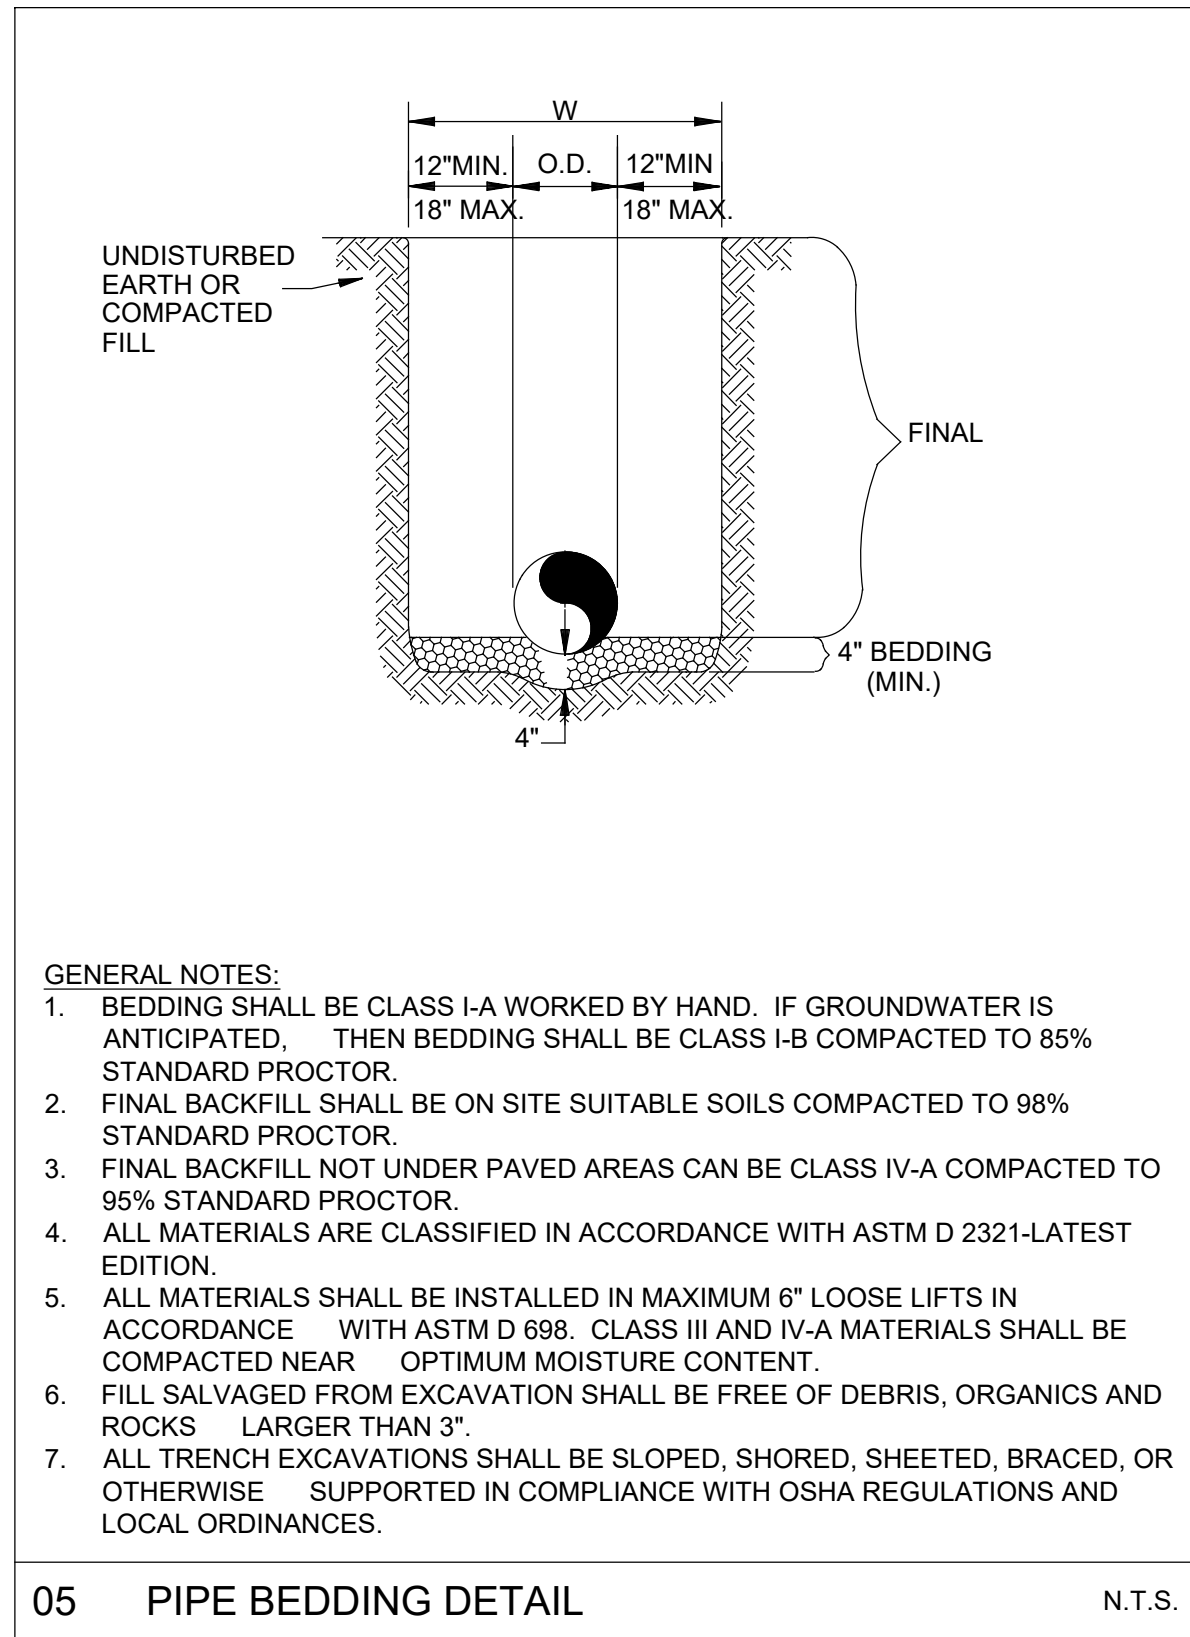 W
12"MIN. O.D. 12"MIN
18" MAX. 18" MAX.
UNDISTURBED
EARTH OR
COMPACTED
FILL
FINAL
4" BEDDING
(MIN.)
4"
GENERAL NOTES:
1. BEDDING SHALL BE CLASS I-A WORKED BY HAND. IF GROUNDWATER IS
ANTICIPATED, THEN BEDDING SHALL BE CLASS I-B COMPACTED TO 85%
STANDARD PROCTOR.
2. FINAL BACKFILL SHALL BE ON SITE SUITABLE SOILS COMPACTED TO 98%
STANDARD PROCTOR.
3. FINAL BACKFILL NOT UNDER PAVED AREAS CAN BE CLASS IV-A COMPACTED TO
95% STANDARD PROCTOR.
4. ALL MATERIALS ARE CLASSIFIED IN ACCORDANCE WITH ASTM D 2321-LATEST
EDITION.
5. ALL MATERIALS SHALL BE INSTALLED IN MAXIMUM 6" LOOSE LIFTS IN
ACCORDANCE WITH ASTM D 698. CLASS III AND IV-A MATERIALS SHALL BE
COMPACTED NEAR OPTIMUM MOISTURE CONTENT.
6. FILL SALVAGED FROM EXCAVATION SHALL BE FREE OF DEBRIS, ORGANICS AND
ROCKS LARGER THAN 3".
7. ALL TRENCH EXCAVATIONS SHALL BE SLOPED, SHORED, SHEETED, BRACED, OR
OTHERWISE SUPPORTED IN COMPLIANCE WITH OSHA REGULATIONS AND
LOCAL ORDINANCES.
05 PIPE BEDDING DETAIL N.T.S.